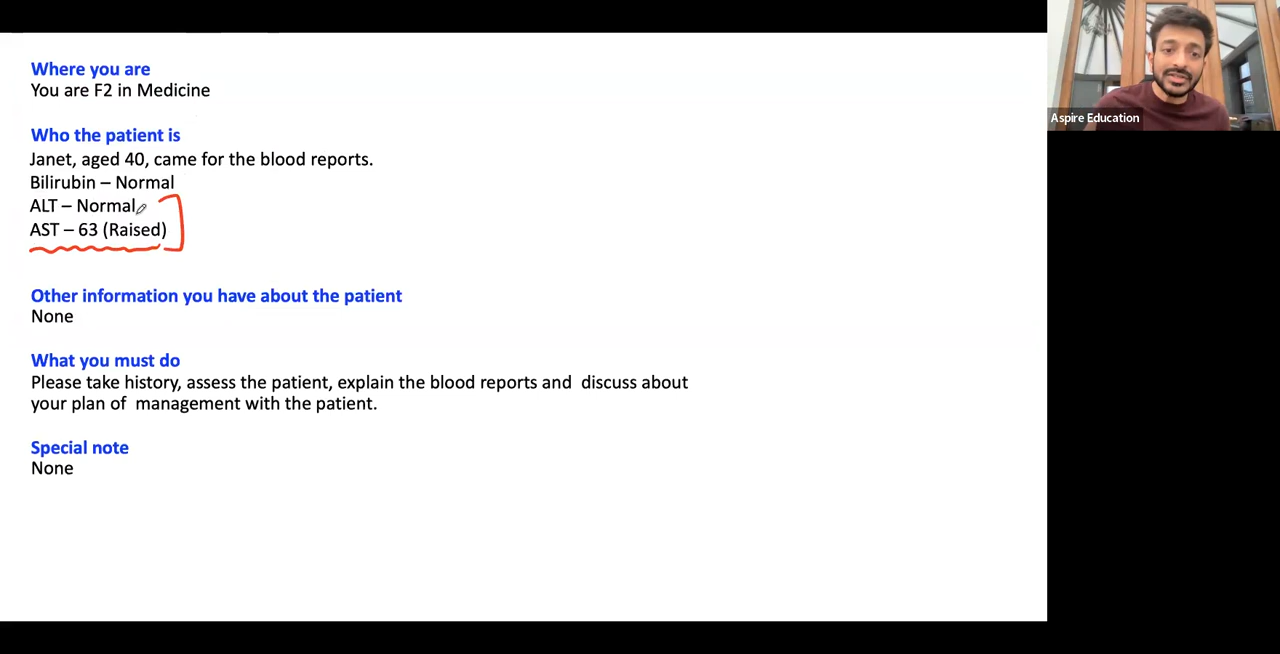 Where you are
You are F2 in Medicine
Who the patient is
Janet, aged 40, came for the blood reports.
Bilirubin – Normal
ALT – Normal
AST – 63 (Raised)
Other information you have about the patient
None
What you must do
Please take history, assess the patient, explain the blood reports and discuss about
your plan of management with the patient.
Special note
None
Aspire Education